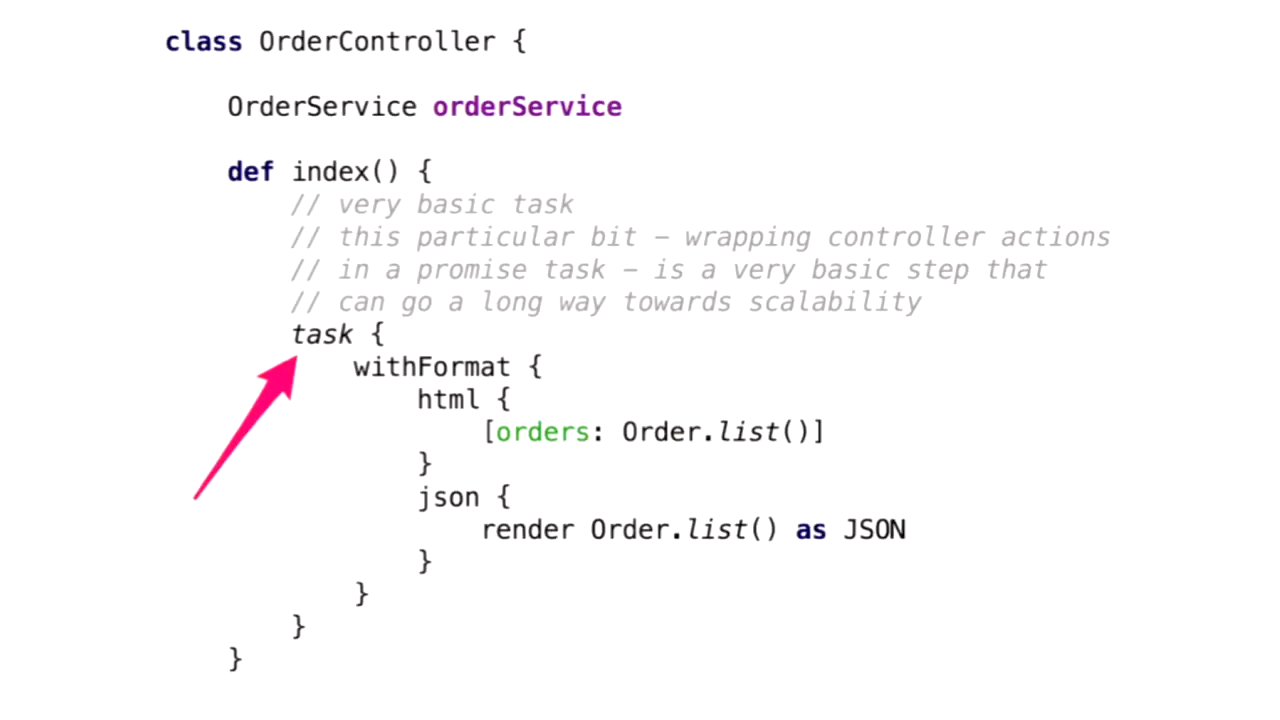 class OrderController {
OrderService orderService
def index() {
// very basic task
// this particular bit – wrapping controller actions
// in a promise task – is a very basic step that
// can go a long way towards scalability
task {
withFormat {
html {
[orders: Order.list()]
}
json {
render Order.list() as JSON
}
}
}
}